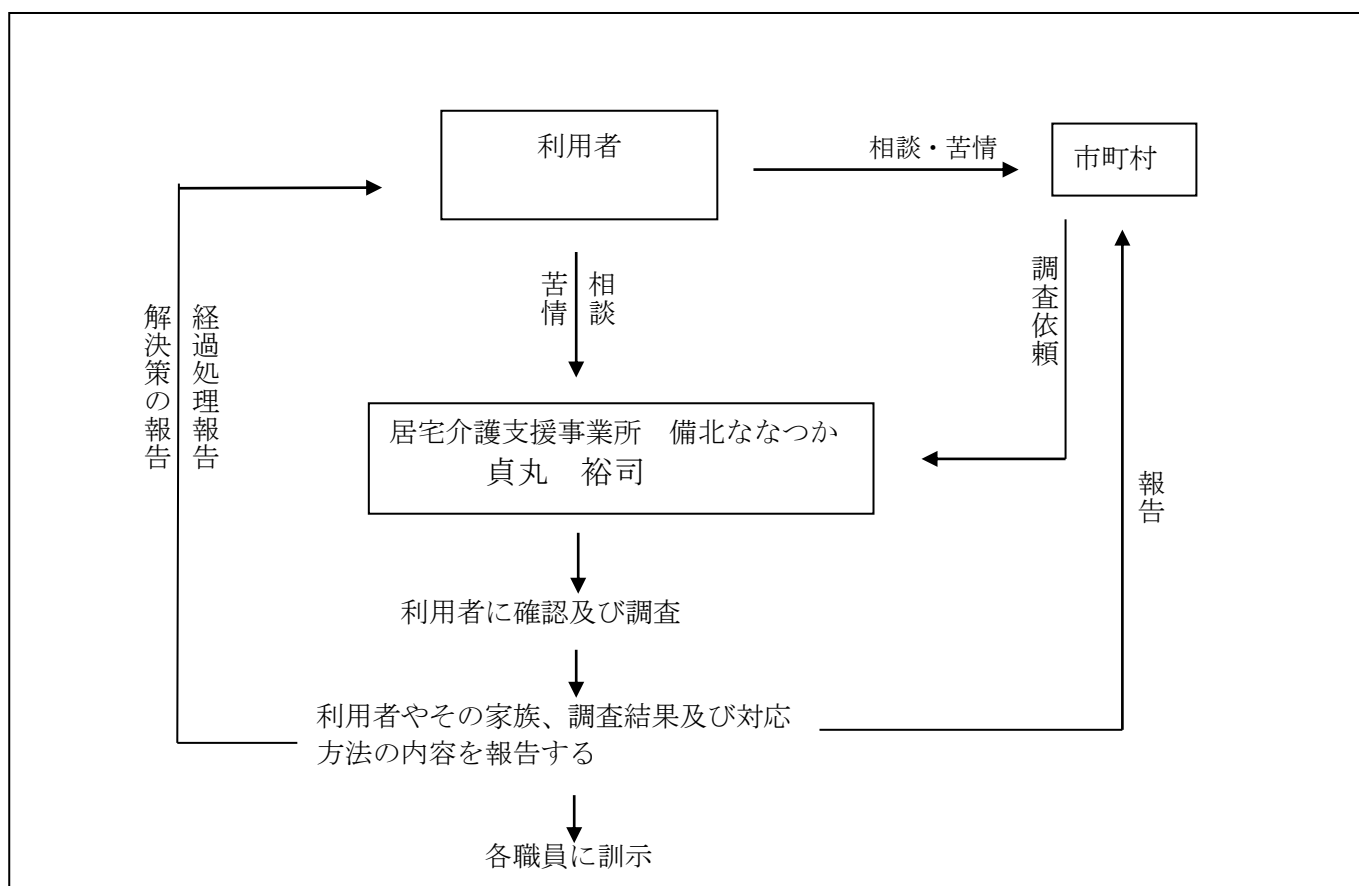 利用者
相談・苦情
市町村
苦情
相談
調査依頼
解決策の報告
経過処理報告
居宅介護支援事業所　備北ななつか
貞丸　裕司
報告
利用者に確認及び調査
利用者やその家族、調査結果及び対応
方法の内容を報告する
各職員に訓示